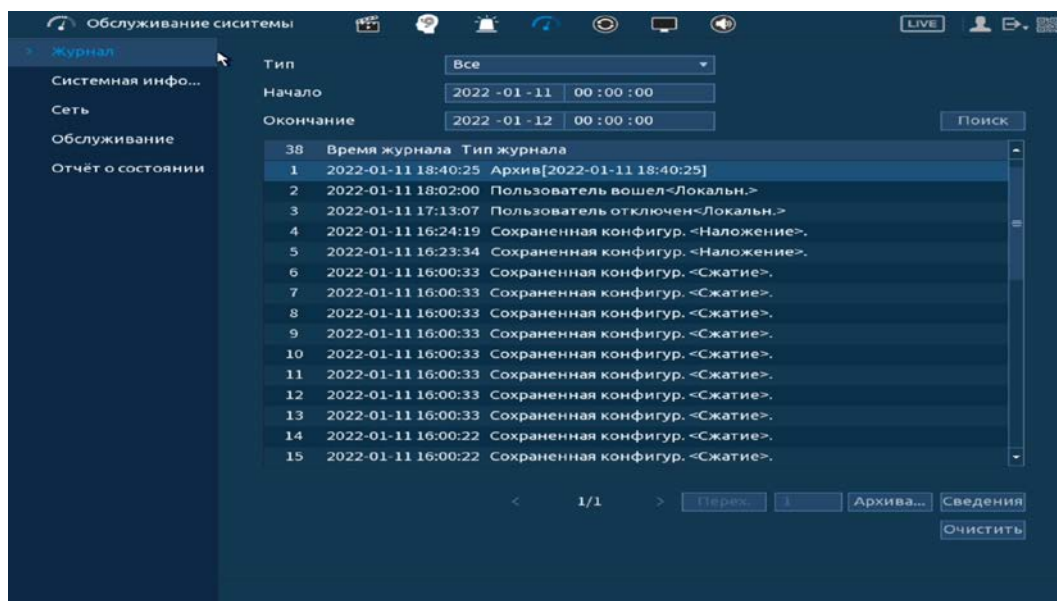 Обслуживание сиситемы LIVE
Журнал
Системная инфо...
Сеть
Обслуживание
Отчёт о состоянии
Тип Все
Начало 2022 -01 -11 00 : 00 : 00
Окончание 2022 -01 -12 00 : 00 : 00 Поиск
38 Время журнала Тип журнала
1 2022-01-11 18:40:25 Архив[2022-01-11 18:40:25]
2 2022-01-11 18:02:00 Пользователь вошел<Локальн.>
3 2022-01-11 17:13:07 Пользователь отключен<Локальн.>
4 2022-01-11 16:24:19 Сохраненная конфигур. <Наложение>.
5 2022-01-11 16:23:34 Сохраненная конфигур. <Наложение>.
6 2022-01-11 16:00:33 Сохраненная конфигур. <Сжатие>.
7 2022-01-11 16:00:33 Сохраненная конфигур. <Сжатие>.
8 2022-01-11 16:00:33 Сохраненная конфигур. <Сжатие>.
9 2022-01-11 16:00:33 Сохраненная конфигур. <Сжатие>.
10 2022-01-11 16:00:33 Сохраненная конфигур. <Сжатие>.
11 2022-01-11 16:00:33 Сохраненная конфигур. <Сжатие>.
12 2022-01-11 16:00:33 Сохраненная конфигур. <Сжатие>.
13 2022-01-11 16:00:33 Сохраненная конфигур. <Сжатие>.
14 2022-01-11 16:00:22 Сохраненная конфигур. <Сжатие>.
15 2022-01-11 16:00:22 Сохраненная конфигур. <Сжатие>.
< 1/1 > Перех. 1 Архива... Сведения
Очистить